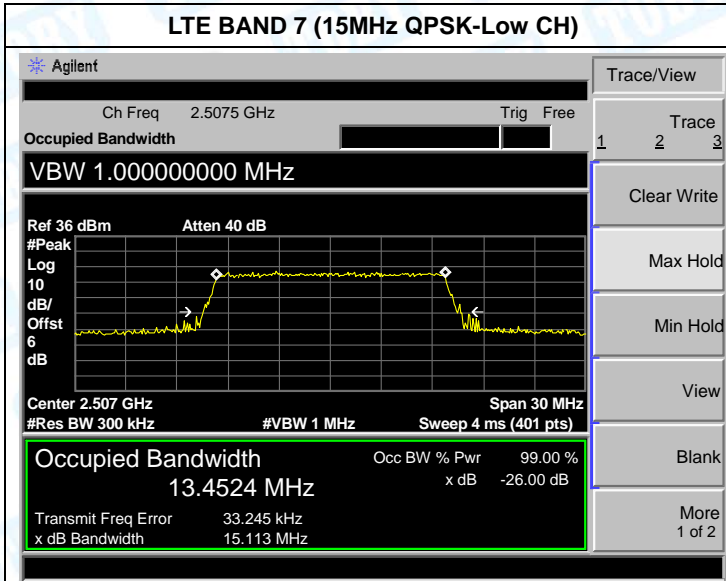 LTE BAND 7 (15MHz QPSK-Low CH)
Agilent
Trace/View
Ch Freq 2.5075 GHz Trig Free
Occupied Bandwidth
Trace
1 2 3
VBW 1.000000000 MHz
Clear Write
Ref 36 dBm Atten 40 dB
#Peak
Log
10
dB/
Offst
6
dB
Max Hold
Min Hold
View
Center 2.507 GHz Span 30 MHz
#Res BW 300 kHz #VBW 1 MHz Sweep 4 ms (401 pts)
Occupied Bandwidth Occ BW % Pwr 99.00 %
13.4524 MHz x dB -26.00 dB
Blank
Transmit Freq Error 33.245 kHz
x dB Bandwidth 15.113 MHz
More
1 of 2